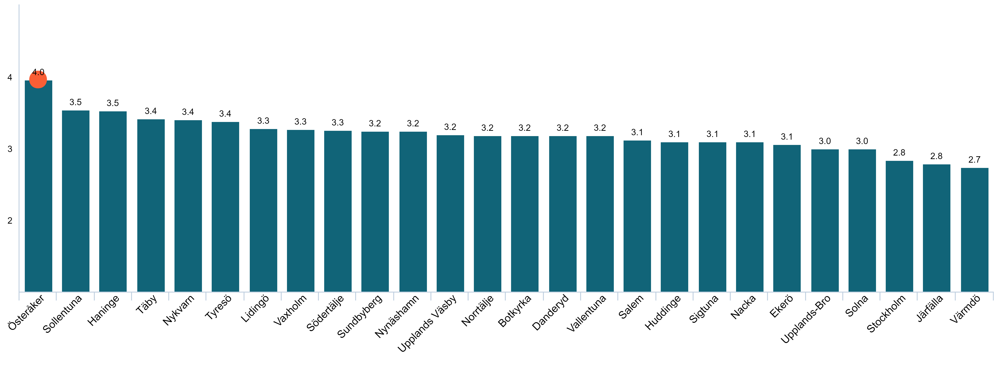 4
3
2
4.0
3.5
3.5
3.4
3.4
3.4
3.3
3.3
3.3
3.2
3.2
3.2
3.2
3.2
3.2
3.2
3.1
3.1
3.1
3.1
3.1
3.0
3.0
2.8
2.8
2.7
Österåker
Sollentuna
Haninge
Täby
Nykvarn
Tyresö
Lidingö
Vaxholm
Södertälje
Sundbyberg
Nynäshamn
Upplands Väsby
Norrtälje
Botkyrka
Danderyd
Vallentuna
Salem
Huddinge
Sigtuna
Nacka
Ekerö
Upplands-Bro
Solna
Stockholm
Järfälla
Värmdö